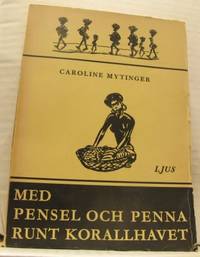 CAROLINE MYTINGER
LJUS
MED
PENSEL OCH PENNA
RUNT KORALLHAVET